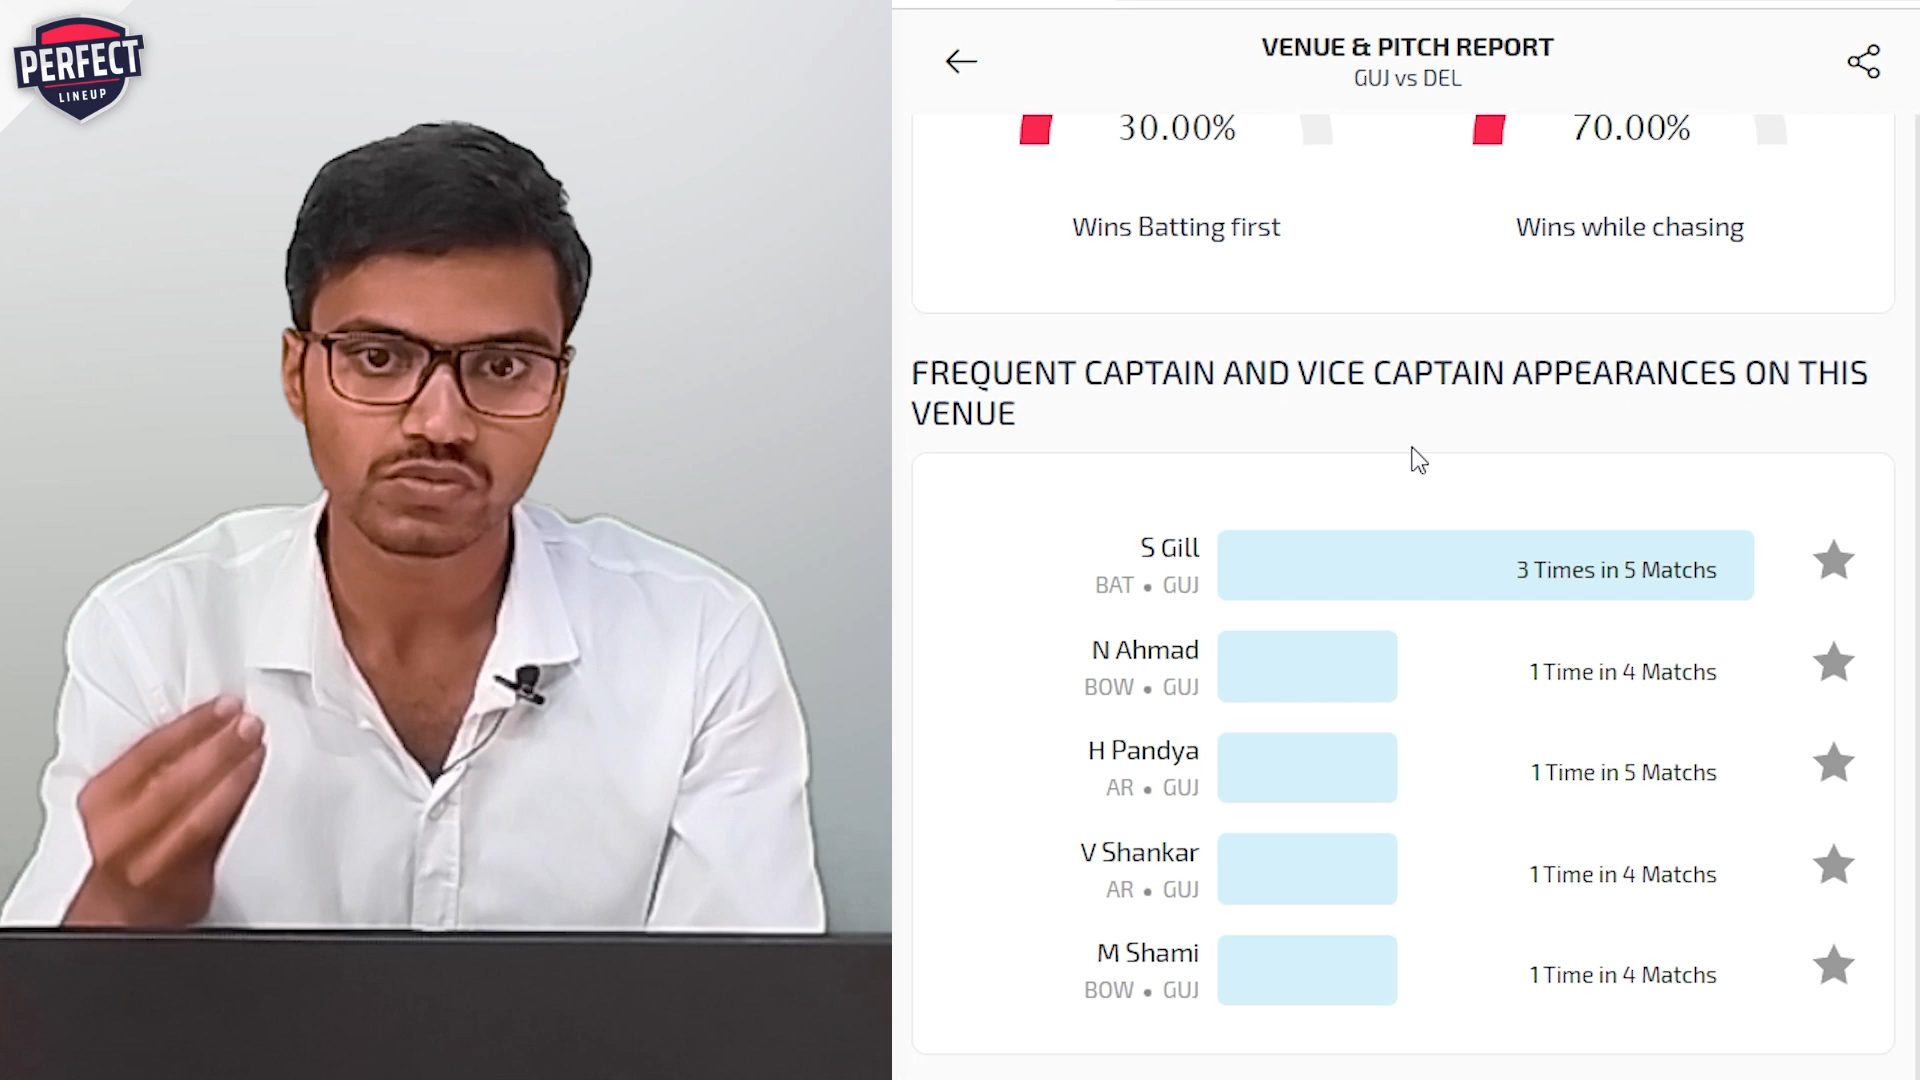 PERFECT
LINEUP
VENUE & PITCH REPORT
GUJ vs DEL
30.00%
70.00%
Wins Batting first
Wins while chasing
FREQUENT CAPTAIN AND VICE CAPTAIN APPEARANCES ON THIS
VENUE
S Gill
BAT • GUJ
3 Times in 5 Matchs
N Ahmad
BOW • GUJ
1 Time in 4 Matchs
H Pandya
AR • GUJ
1 Time in 5 Matchs
V Shankar
AR • GUJ
1 Time in 4 Matchs
M Shami
BOW • GUJ
1 Time in 4 Matchs